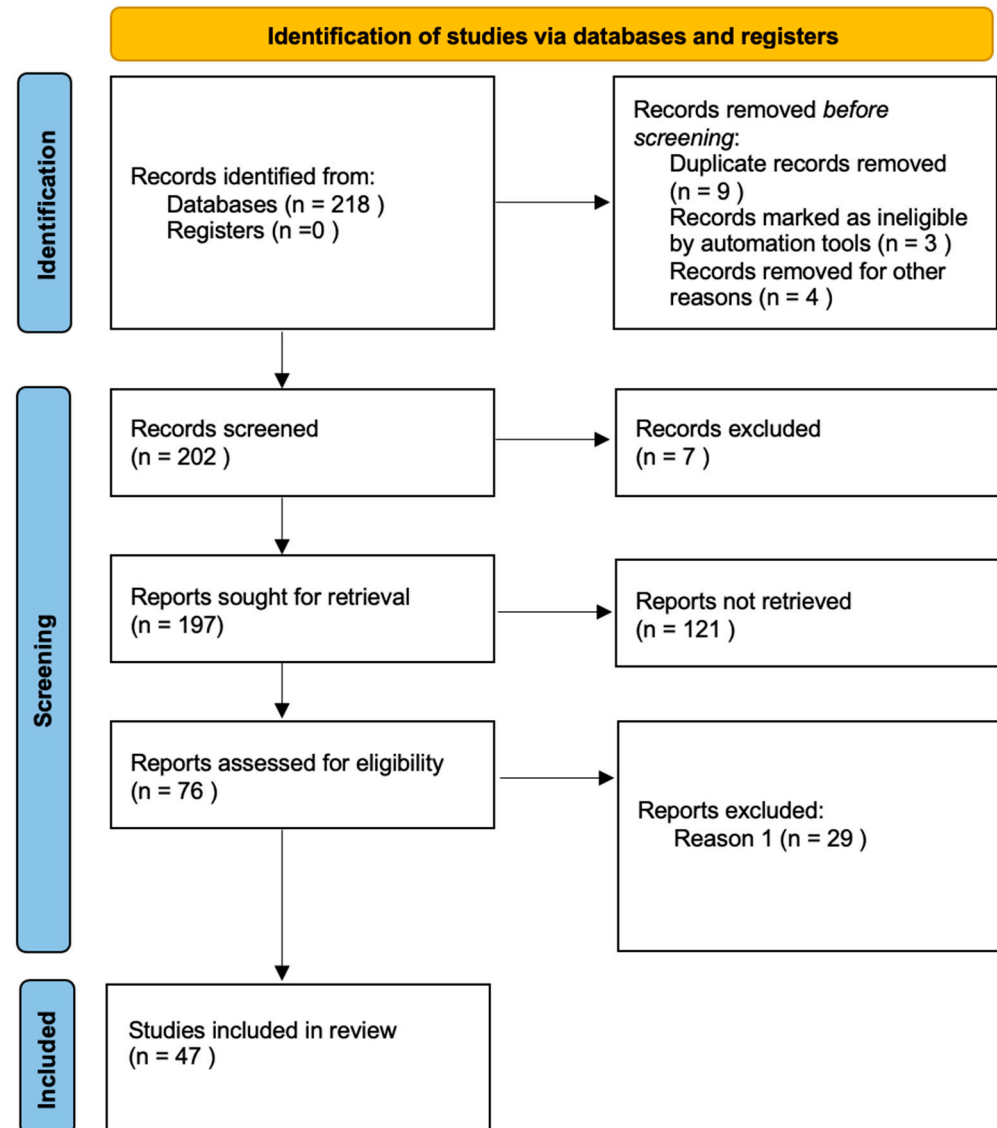 Identification of studies via databases and registers
Identification
Records identified from:
Databases (n = 218 )
Registers (n =0 )
Records removed before
screening:
Duplicate records removed
(n = 9 )
Records marked as ineligible
by automation tools (n = 3 )
Records removed for other
reasons (n = 4 )
Screening
Records screened
(n = 202 )
Records excluded
(n = 7 )
Reports sought for retrieval
(n = 197)
Reports not retrieved
(n = 121 )
Reports assessed for eligibility
(n = 76 )
Reports excluded:
Reason 1 (n = 29 )
Included
Studies included in review
(n = 47 )